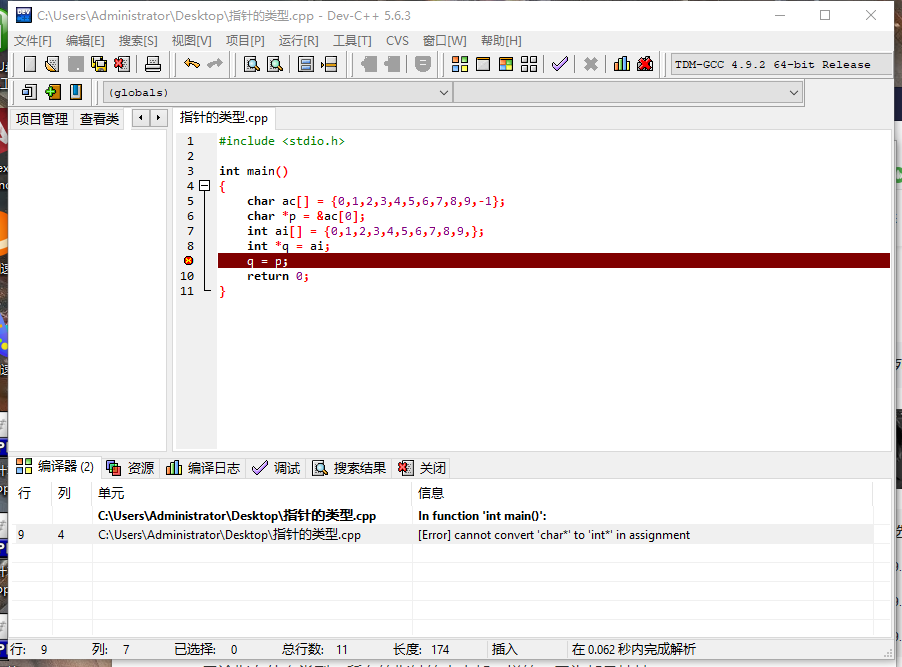 C:\Users\Administrator\Desktop\指针的类型.cpp - Dev-C++ 5.6.3
文件[F] 编辑[E] 搜索[S] 视图[V] 项目[P] 运行[R] 工具[T] CVS 窗口[W] 帮助[H]
TDM-GCC 4.9.2 64-bit Release
(globals)
项目管理 查看类 指针的类型.cpp
1 #include <stdio.h>
2
3 int main()
4 {
5 char ac[] = {0,1,2,3,4,5,6,7,8,9,-1};
6 char *p = &ac[0];
7 int ai[] = {0,1,2,3,4,5,6,7,8,9,};
8 int *q = ai;
q = p;
10 return 0;
11 }
编译器 (2) 资源 编译日志 调试 搜索结果 关闭
行 列 单元 信息
C:\Users\Administrator\Desktop\指针的类型.cpp In function 'int main()':
9 4 C:\Users\Administrator\Desktop\指针的类型.cpp [Error] cannot convert 'char*' to 'int*' in assignment
行: 9 列: 7 已选择: 0 总行数: 11 长度: 174 插入 在 0.062 秒内完成解析